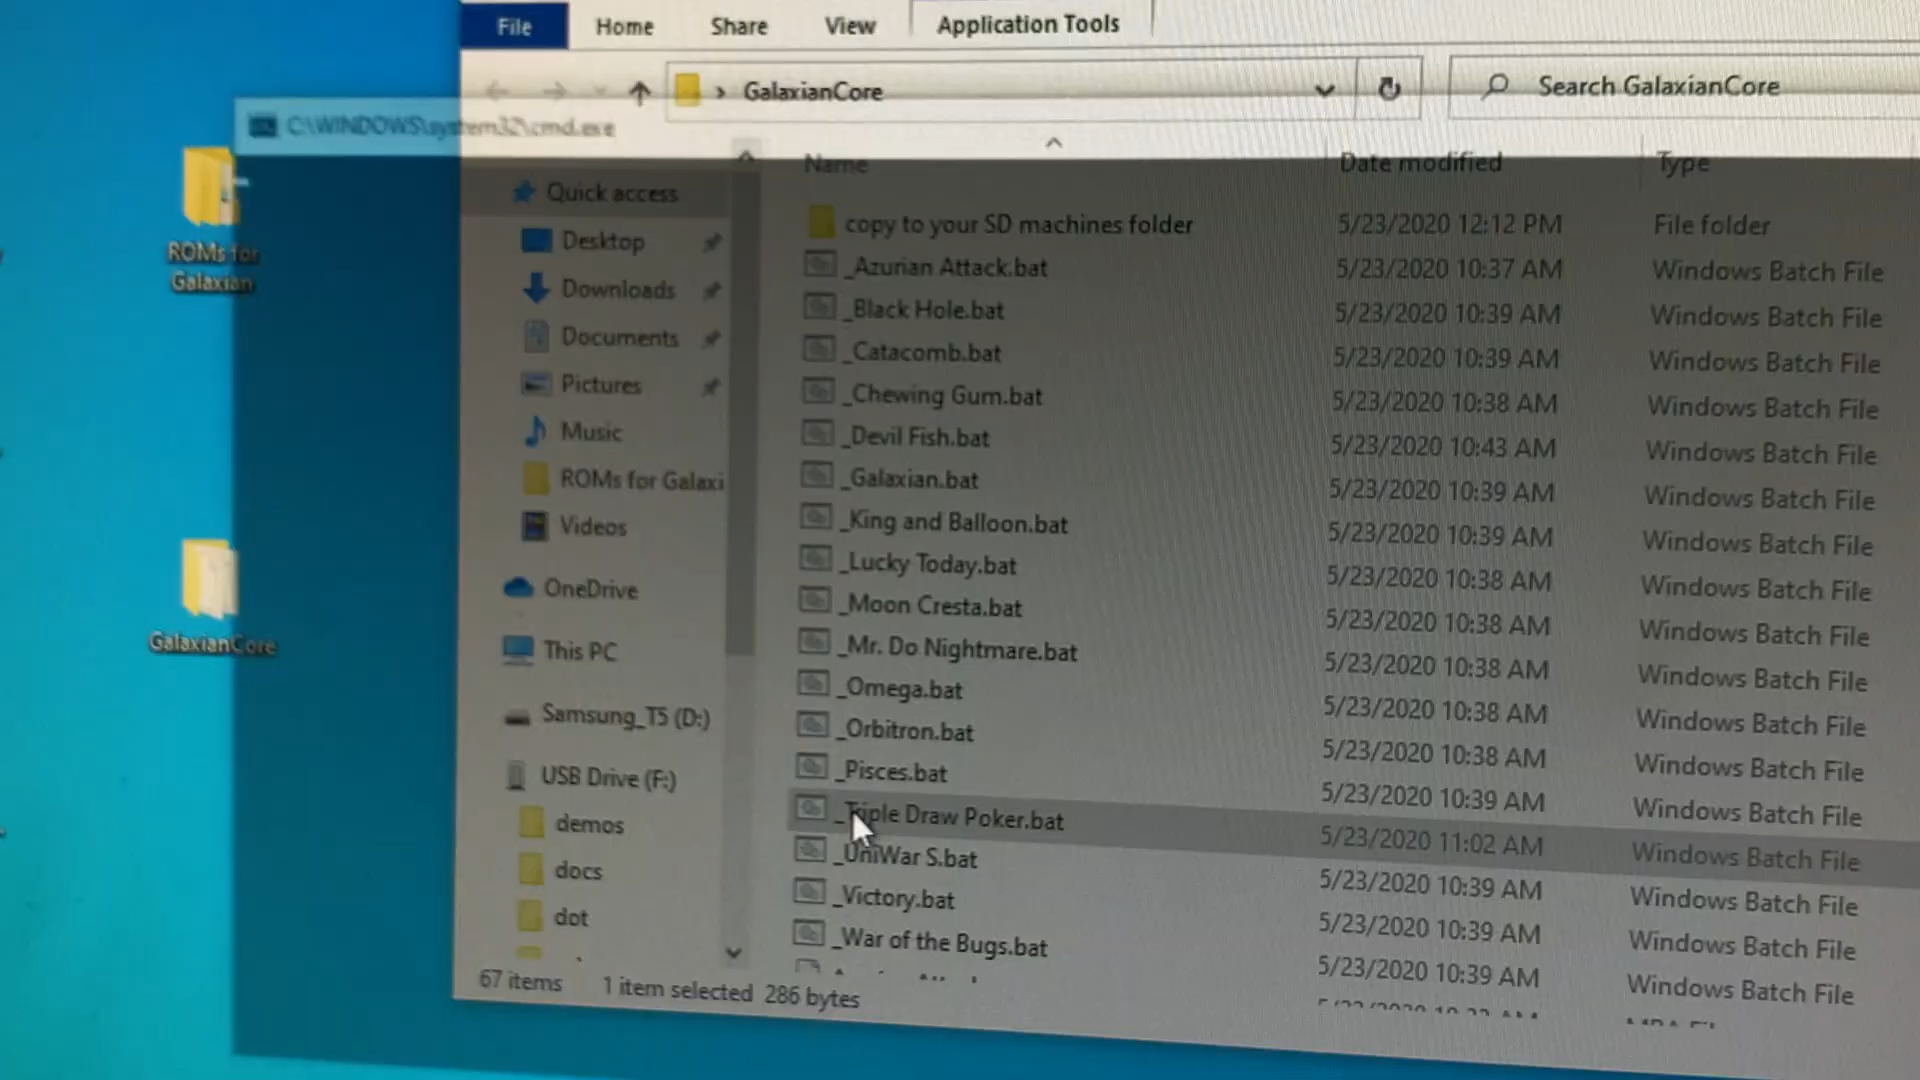 File Home Share View Application Tools
GalaxianCore
Search GalaxianCore
C:\WINDOWS\system32\cmd.exe
Name Date modified Type
ROMs for
Galaxian
GalaxianCore
Quick access
Desktop
Downloads
Documents
Pictures
Music
ROMs for Galaxi
Videos
OneDrive
This PC
Samsung_T5 (D:)
USB Drive (F:)
demos
docs
dot
copy to your SD machines folder 5/23/2020 12:12 PM File folder
_Azurian Attack.bat 5/23/2020 10:37 AM Windows Batch File
_Black Hole.bat 5/23/2020 10:39 AM Windows Batch File
_Catacomb.bat 5/23/2020 10:39 AM Windows Batch File
_Chewing Gum.bat 5/23/2020 10:38 AM Windows Batch File
_Devil Fish.bat 5/23/2020 10:43 AM Windows Batch File
_Galaxian.bat 5/23/2020 10:39 AM Windows Batch File
_King and Balloon.bat 5/23/2020 10:39 AM Windows Batch File
_Lucky Today.bat 5/23/2020 10:38 AM Windows Batch File
_Moon Cresta.bat 5/23/2020 10:38 AM Windows Batch File
_Mr. Do Nightmare.bat 5/23/2020 10:38 AM Windows Batch File
_Omega.bat 5/23/2020 10:38 AM Windows Batch File
_Orbitron.bat 5/23/2020 10:38 AM Windows Batch File
_Pisces.bat 5/23/2020 10:39 AM Windows Batch File
_Triple Draw Poker.bat 5/23/2020 11:02 AM Windows Batch File
_UniWar S.bat 5/23/2020 10:39 AM Windows Batch File
_Victory.bat 5/23/2020 10:39 AM Windows Batch File
_War of the Bugs.bat 5/23/2020 10:39 AM Windows Batch File
67 items 1 item selected 286 bytes